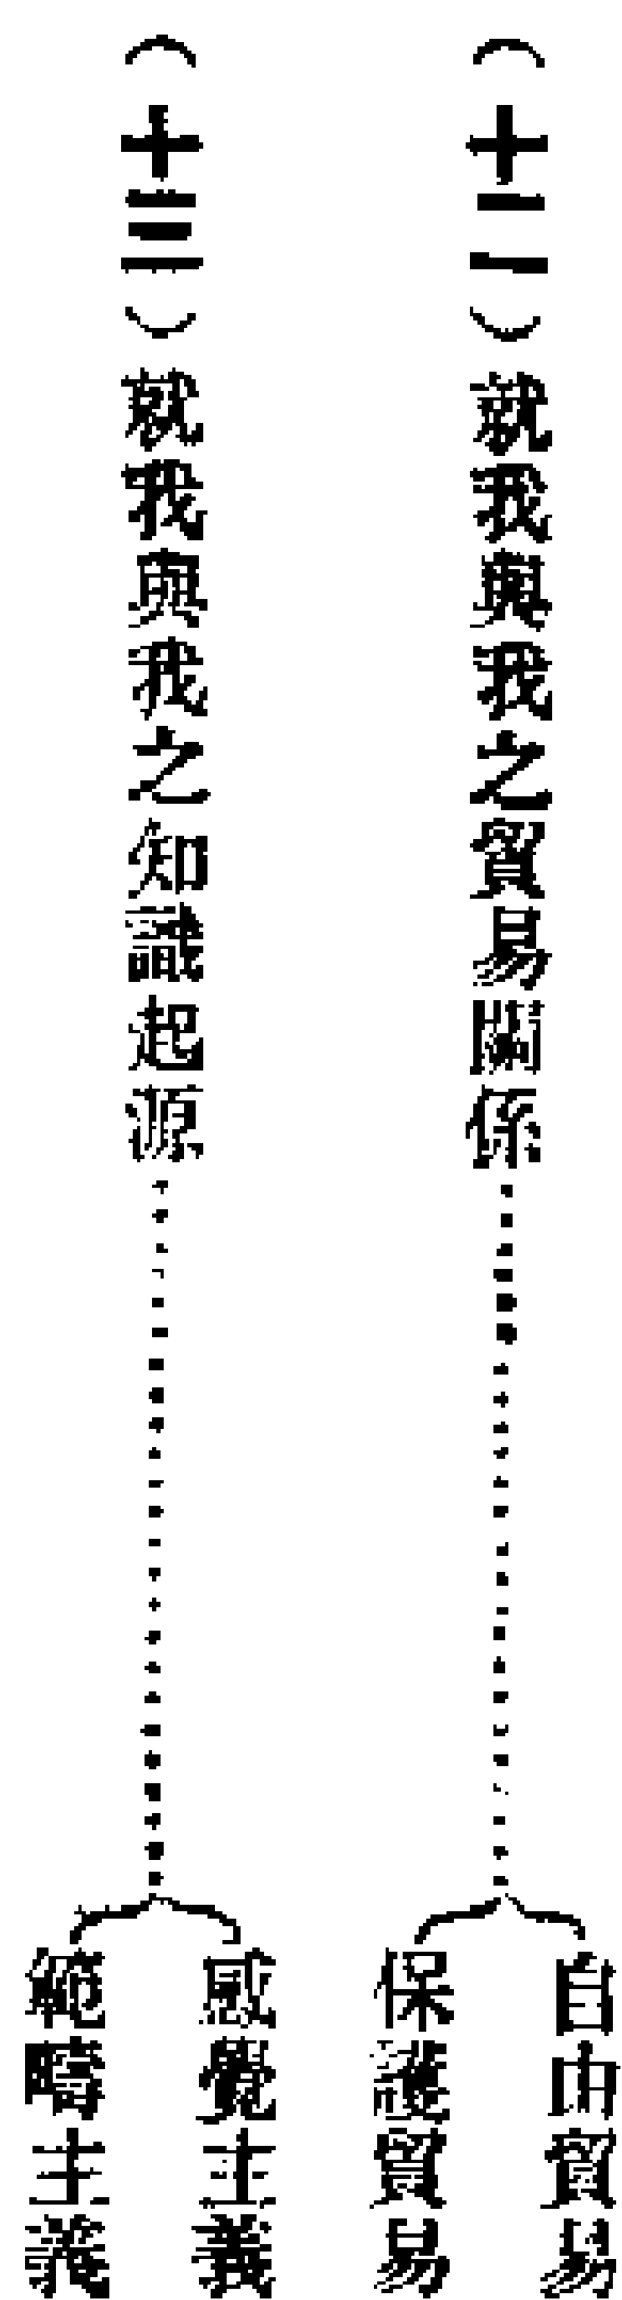 （十二）就我與我之貿易關係……
自由貿易
保護貿易
（十三）就我與我之知識起源……
感覺主義
範疇主義